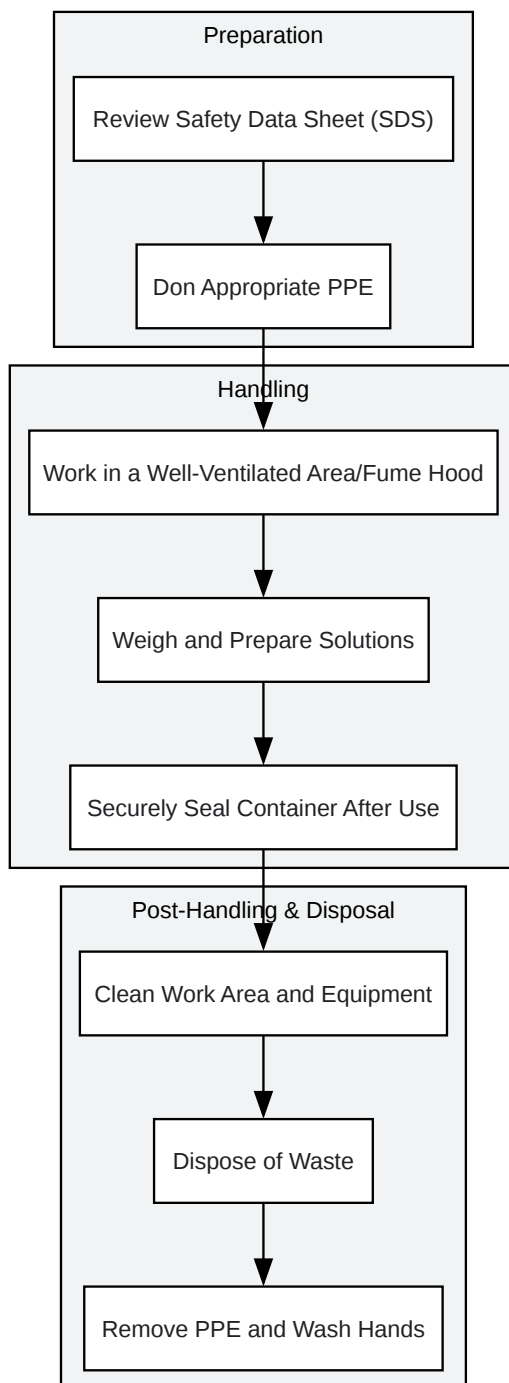 Preparation
Review Safety Data Sheet (SDS)
Don Appropriate PPE
Handling
Work in a Well-Ventilated Area/Fume Hood
Weigh and Prepare Solutions
Securely Seal Container After Use
Post-Handling & Disposal
Clean Work Area and Equipment
Dispose of Waste
Remove PPE and Wash Hands